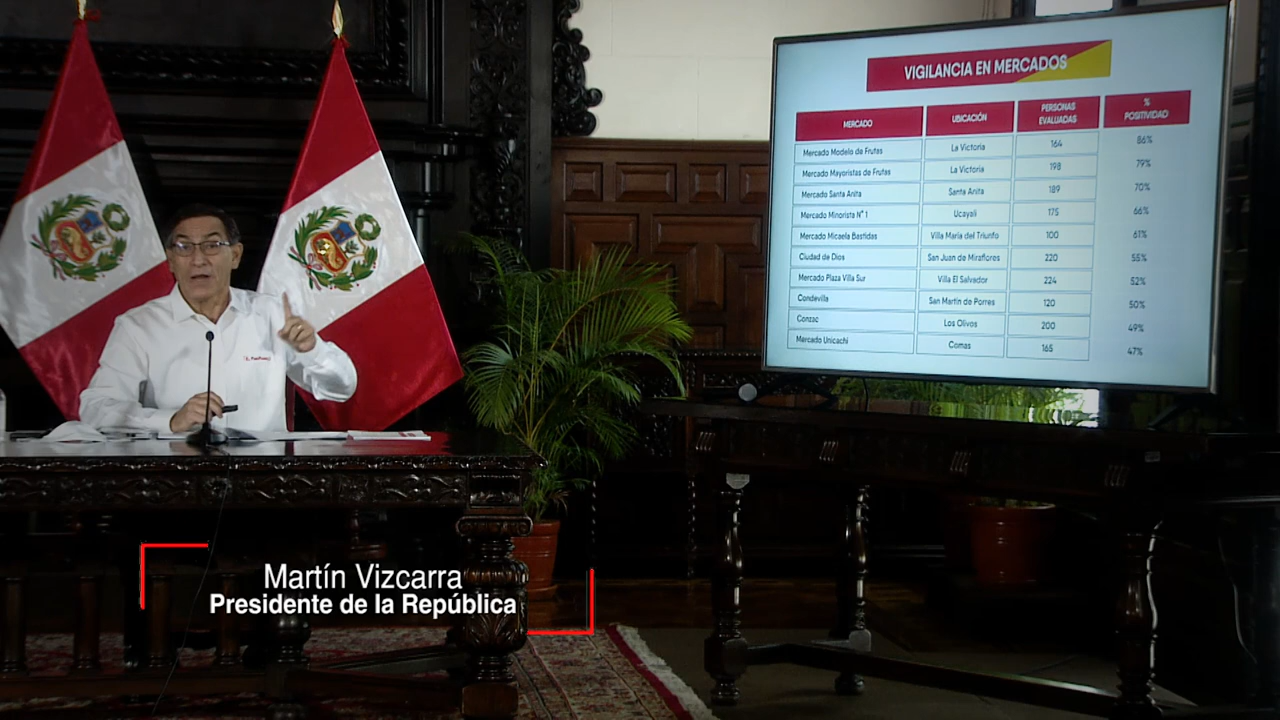 VIGILANCIA EN MERCADOS
MERCADO UBICACIÓN PERSONAS EVALUADAS % POSITIVIDAD
Mercado Modelo de Frutas La Victoria 164 86%
Mercado Mayoristas de Frutas La Victoria 198 79%
Mercado Santa Anita Santa Anita 189 70%
Mercado Minorista N° 1 Ucayali 175 66%
Mercado Micaela Bastidas Villa María del Triunfo 100 61%
Ciudad de Dios San Juan de Miraflores 220 55%
Mercado Plaza Villa Sur Villa El Salvador 224 52%
Condevilla San Martín de Porres 120 50%
Conzac Los Olivos 200 49%
Mercado Unicachi Comas 165 47%
Martín Vizcarra
Presidente de la República